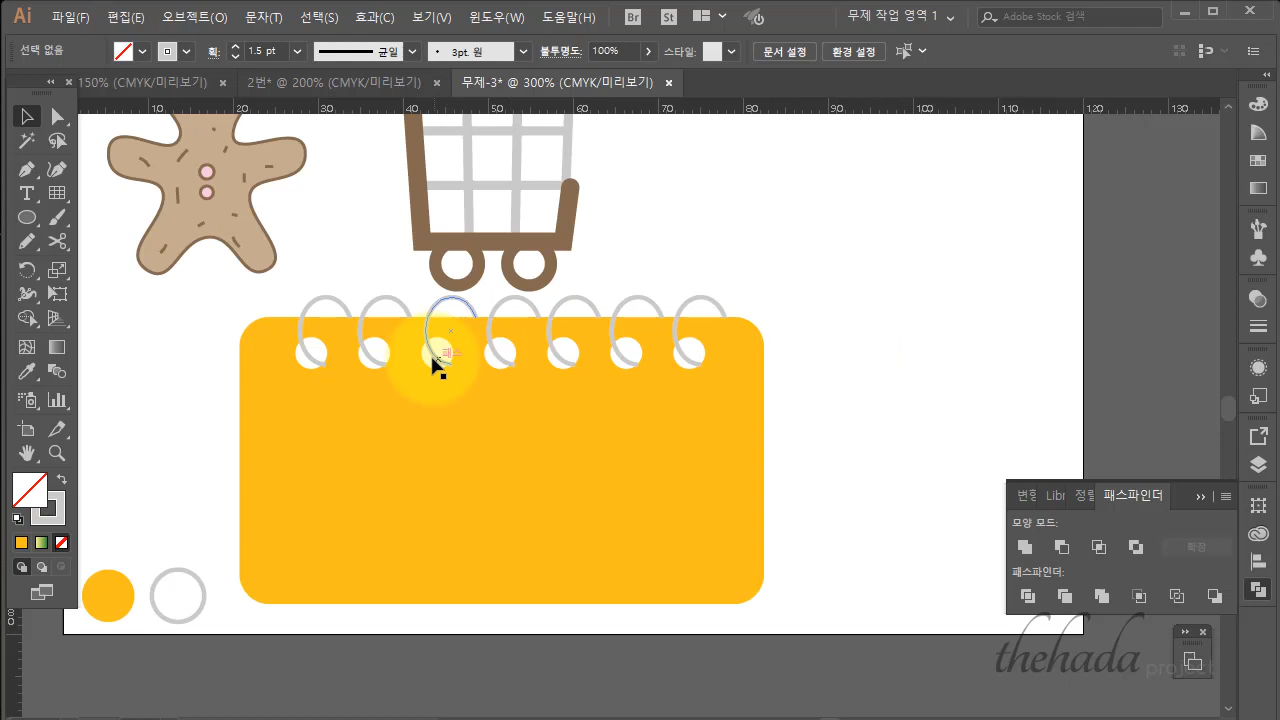 Ai 파일(F) 편집(E) 오브젝트(O) 문자(T) 선택(S) 효과(C) 보기(V) 윈도우(W) 도움말(H) Br St 무제 작업 영역 1 Adobe Stock 검색
선택 없음 획: 1.5 pt 균일 3pt. 원 불투명도: 100% 스타일: 문서 설정 환경 설정
150% (CMYK/미리보기) × 2번* @ 200% (CMYK/미리보기) × 무제-3* @ 300% (CMYK/미리보기) ×
10 20 30 40 50 60 70 80 90 100 110 120 130
패스
변형 Libr 정렬 패스파인더
모양 모드:
확장
패스파인더:
thehada
project